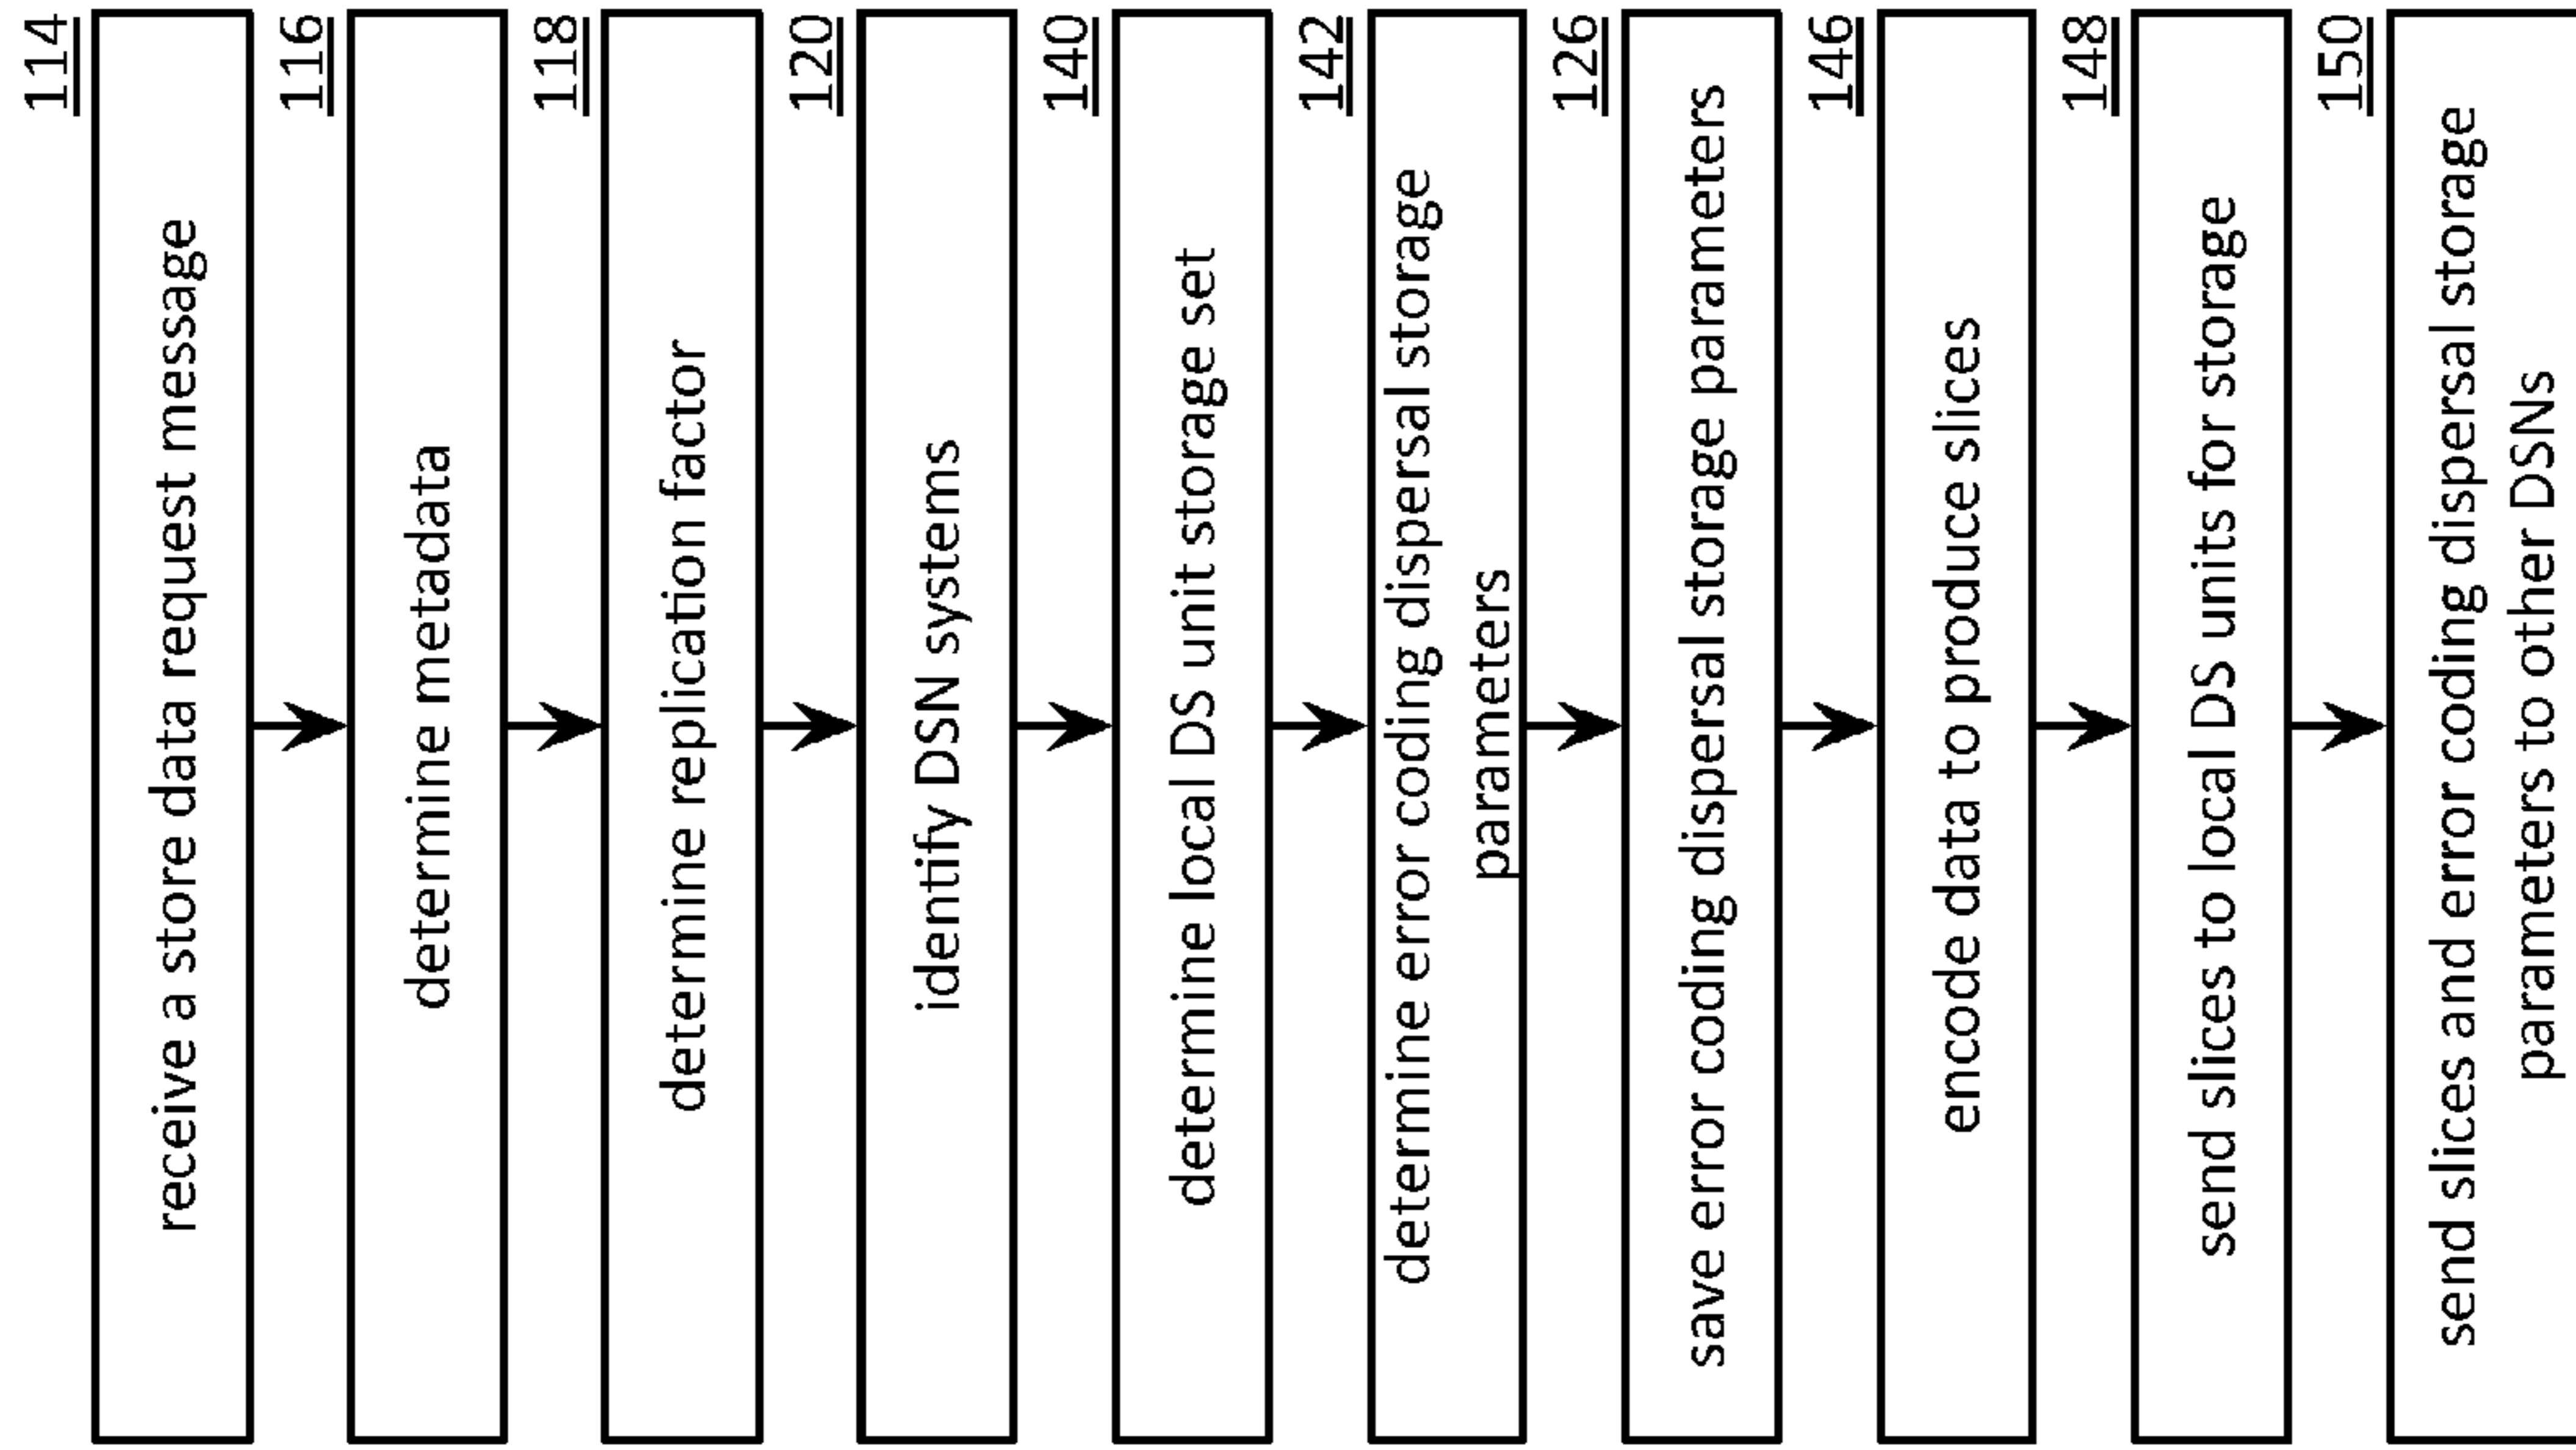 114
receive a store data request message
116
determine metadata
118
determine replication factor
120
identify DSN systems
140
determine local DS unit storage set
142
determine error coding dispersal storage
parameters
126
save error coding dispersal storage parameters
146
encode data to produce slices
148
send slices to local DS units for storage
150
send slices and error coding dispersal storage
parameters to other DSNs